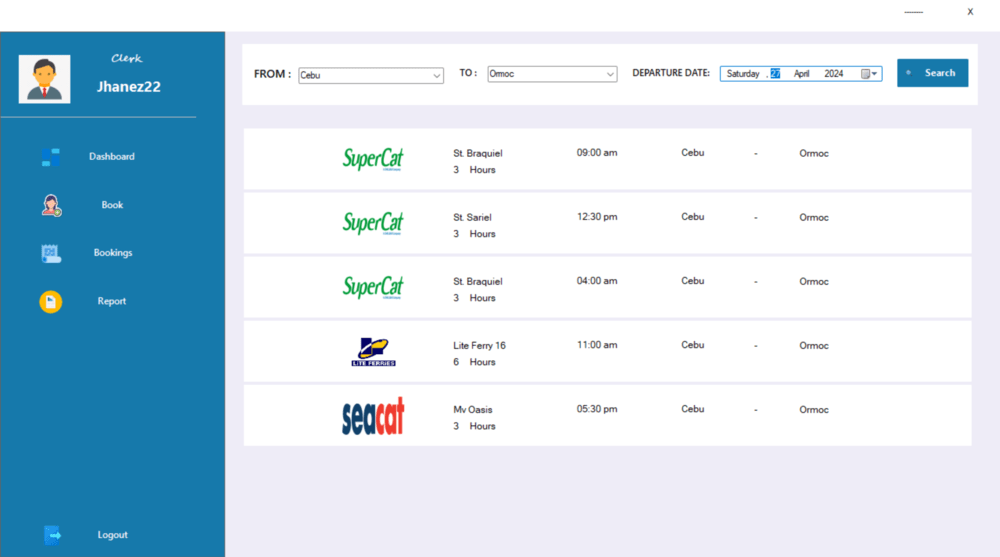 ------- X
Clerk
Jhanez22
Dashboard
Book
Bookings
Report
Logout
FROM : Cebu TO : Ormoc DEPARTURE DATE: Saturday , 27 April 2024 Search
SuperCat St. Braquiel 09:00 am Cebu - Ormoc
3 Hours
SuperCat St. Sariel 12:30 pm Cebu - Ormoc
3 Hours
SuperCat St. Braquiel 04:00 am Cebu - Ormoc
3 Hours
LITE FERRIES Lite Ferry 16 11:00 am Cebu - Ormoc
6 Hours
seacat Mv Oasis 05:30 pm Cebu - Ormoc
3 Hours